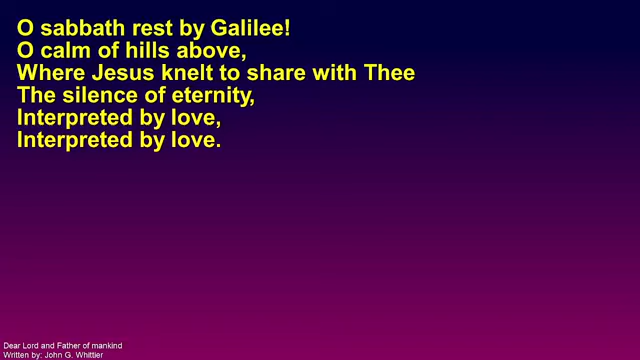 O sabbath rest by Galilee!
O calm of hills above,
Where Jesus knelt to share with Thee
The silence of eternity,
Interpreted by love,
Interpreted by love.
Dear Lord and Father of mankind
Written by: John G. Whittier